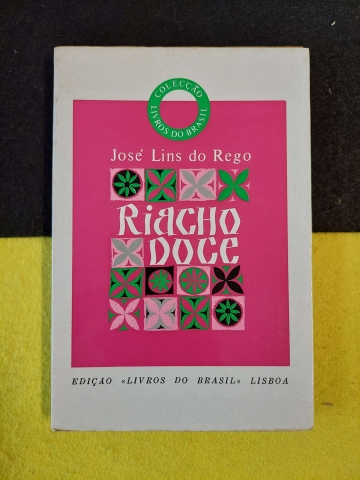 COLECÇÃO
LIVROS DO BRASIL
José Lins do Rego
RIACHO
DOCE
EDIÇÃO «LIVROS DO BRASIL» LISBOA